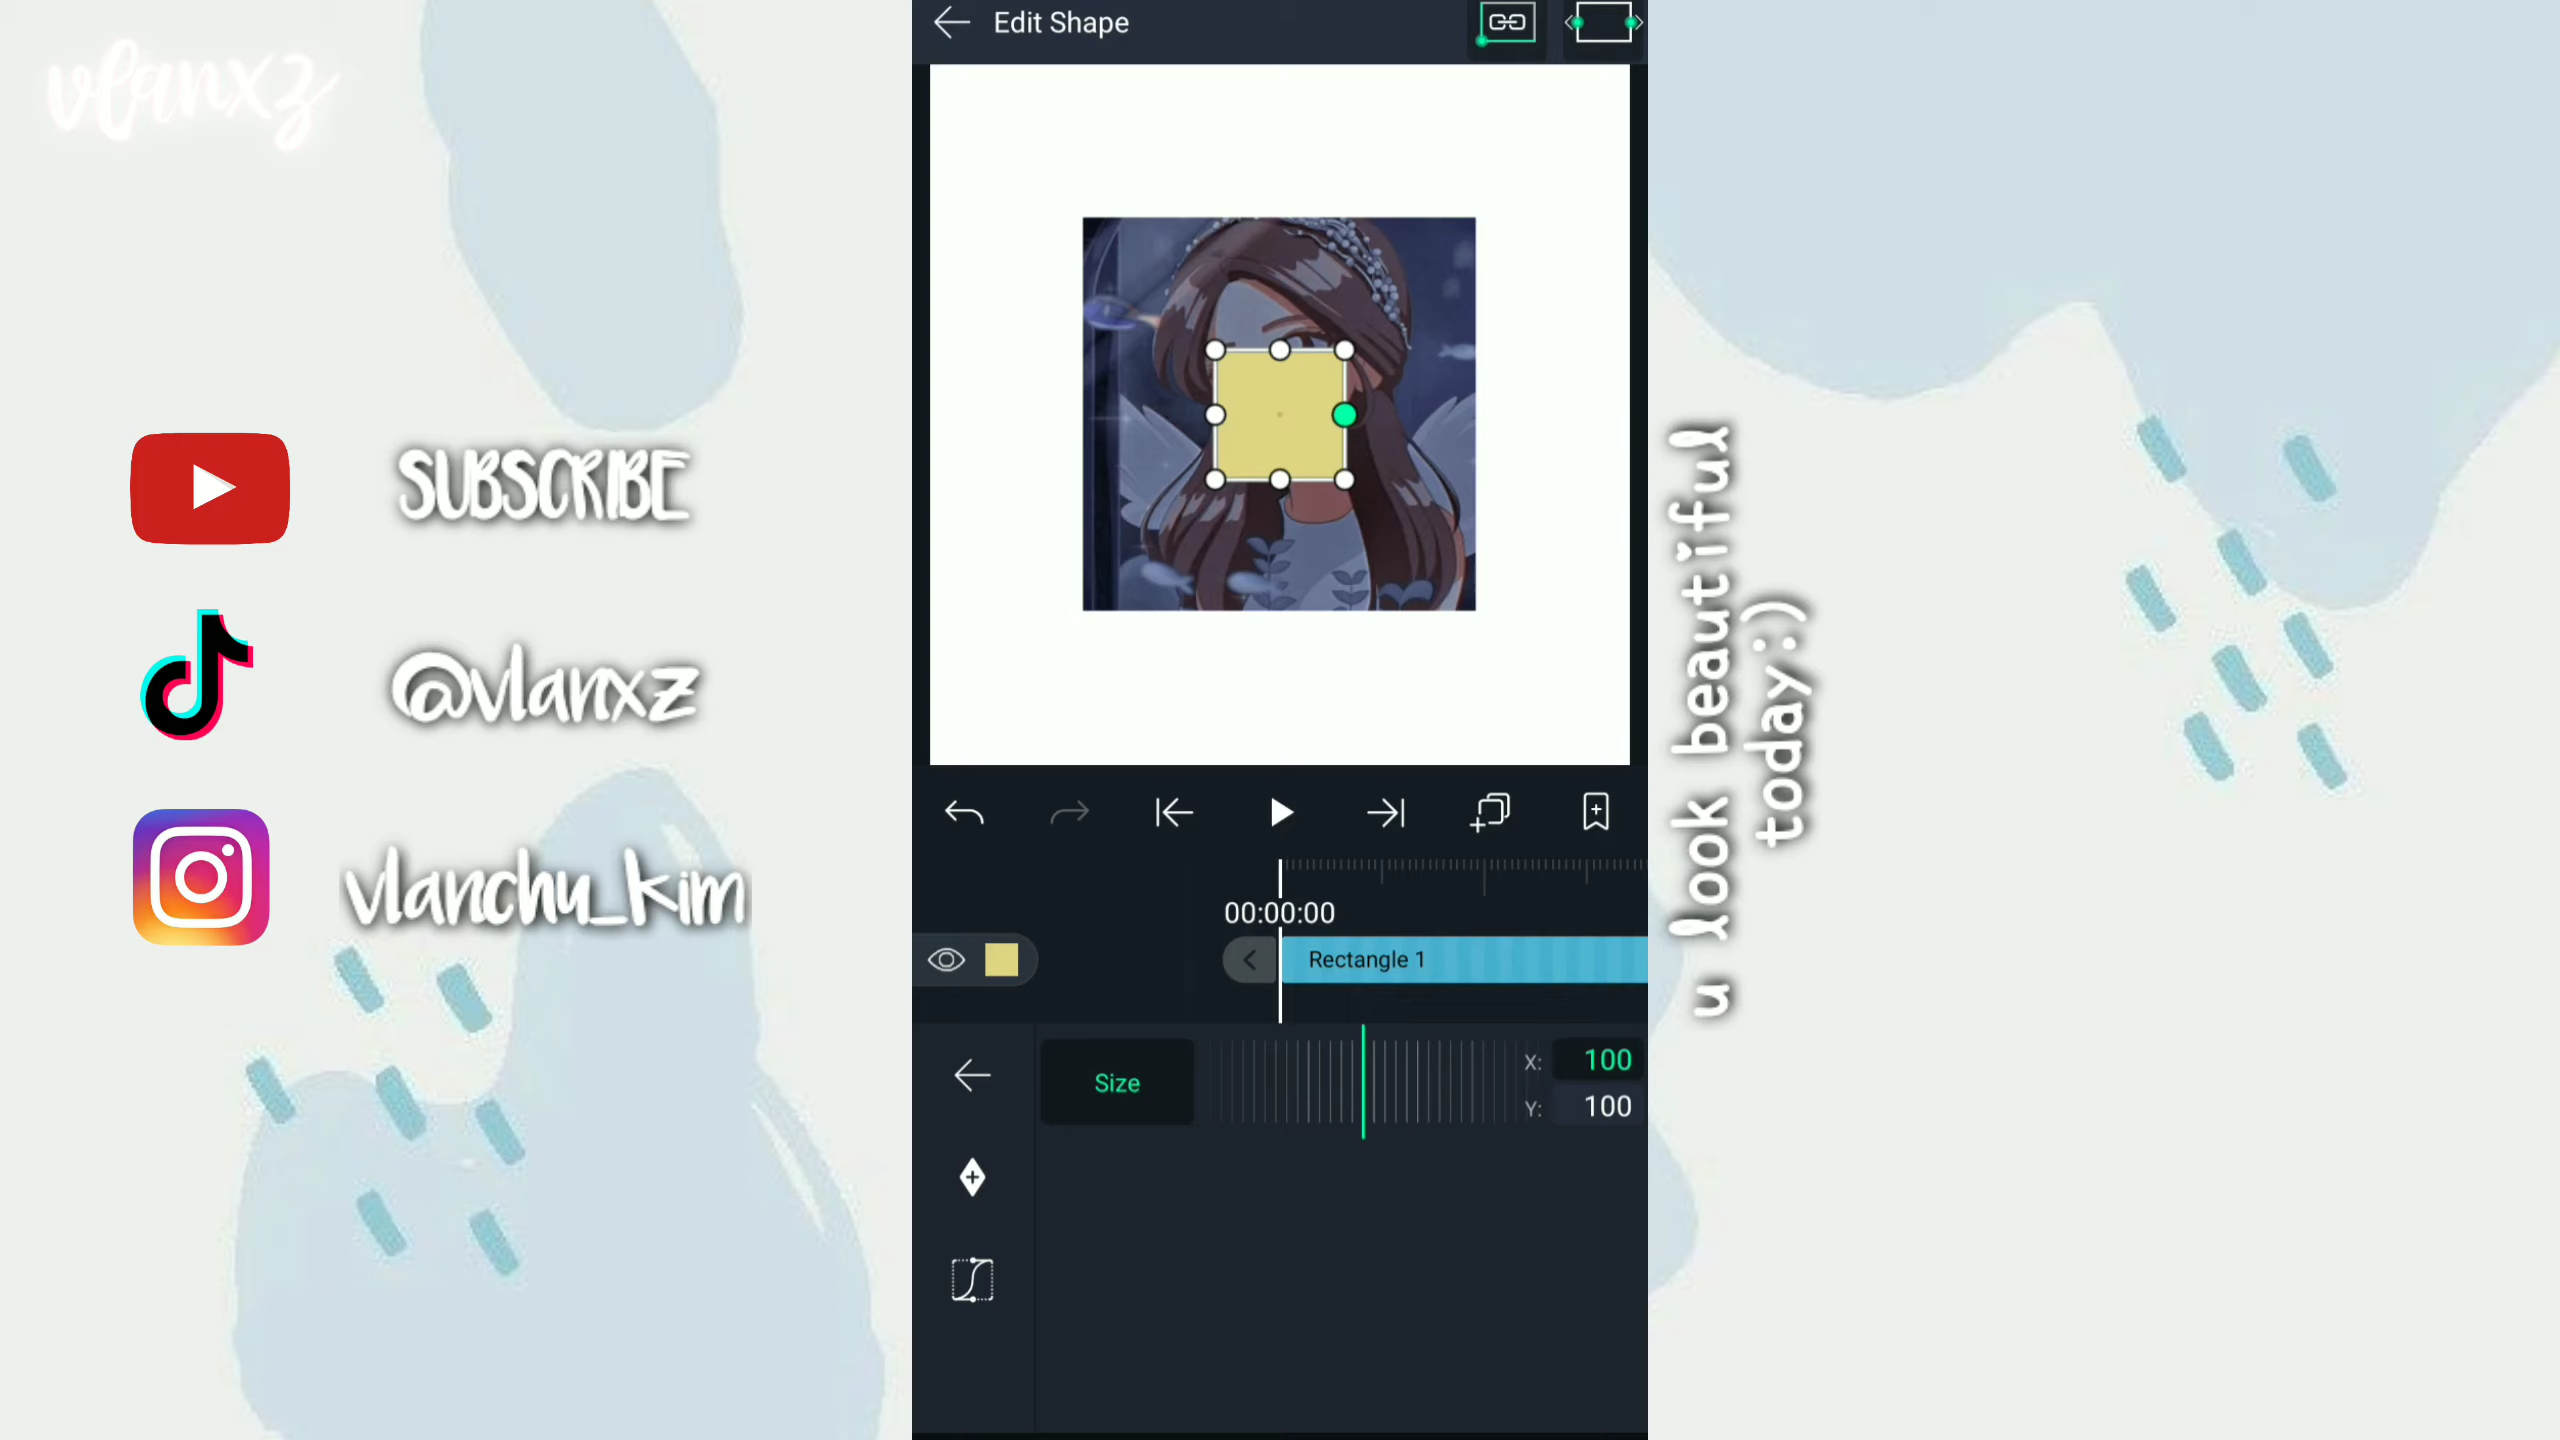 vlanxz
Edit Shape
SUBSCRIBE
@vlanxz
vlanchu_kim
u look beautiful
today:)
00:00:00
Rectangle 1
Size
X: 100
Y: 100